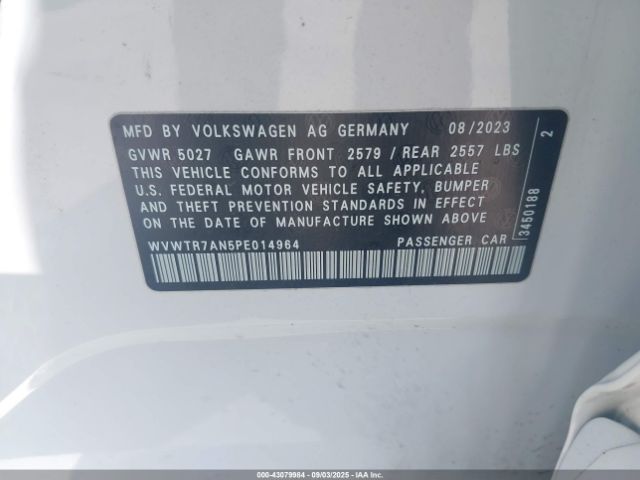 MFD BY VOLKSWAGEN AG GERMANY 08/2023
GVWR 5027 GAWR FRONT 2579 / REAR 2557 LBS
THIS VEHICLE CONFORMS TO ALL APPLICABLE
U.S. FEDERAL MOTOR VEHICLE SAFETY, BUMPER
AND THEFT PREVENTION STANDARDS IN EFFECT
ON THE DATE OF MANUFACTURE SHOWN ABOVE
WVWTR7AN5PE014964 PASSENGER CAR
3450188 2
000-43079964 - 09/03/2025 - IAA Inc.